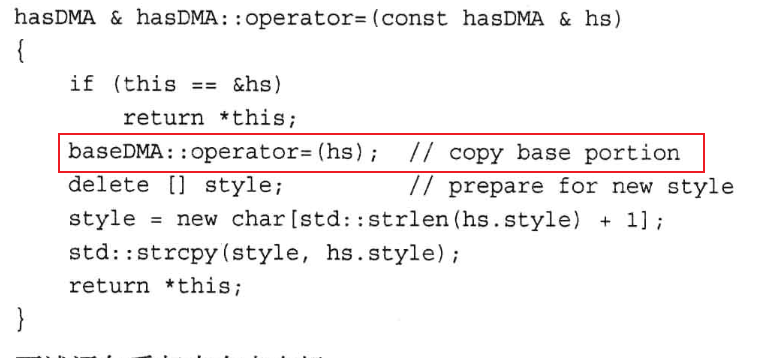 hasDMA & hasDMA::operator=(const hasDMA & hs)
{
    if (this == &hs)
        return *this;
    baseDMA::operator=(hs);  // copy base portion
    delete [] style;         // prepare for new style
    style = new char[std::strlen(hs.style) + 1];
    std::strcpy(style, hs.style);
    return *this;
}